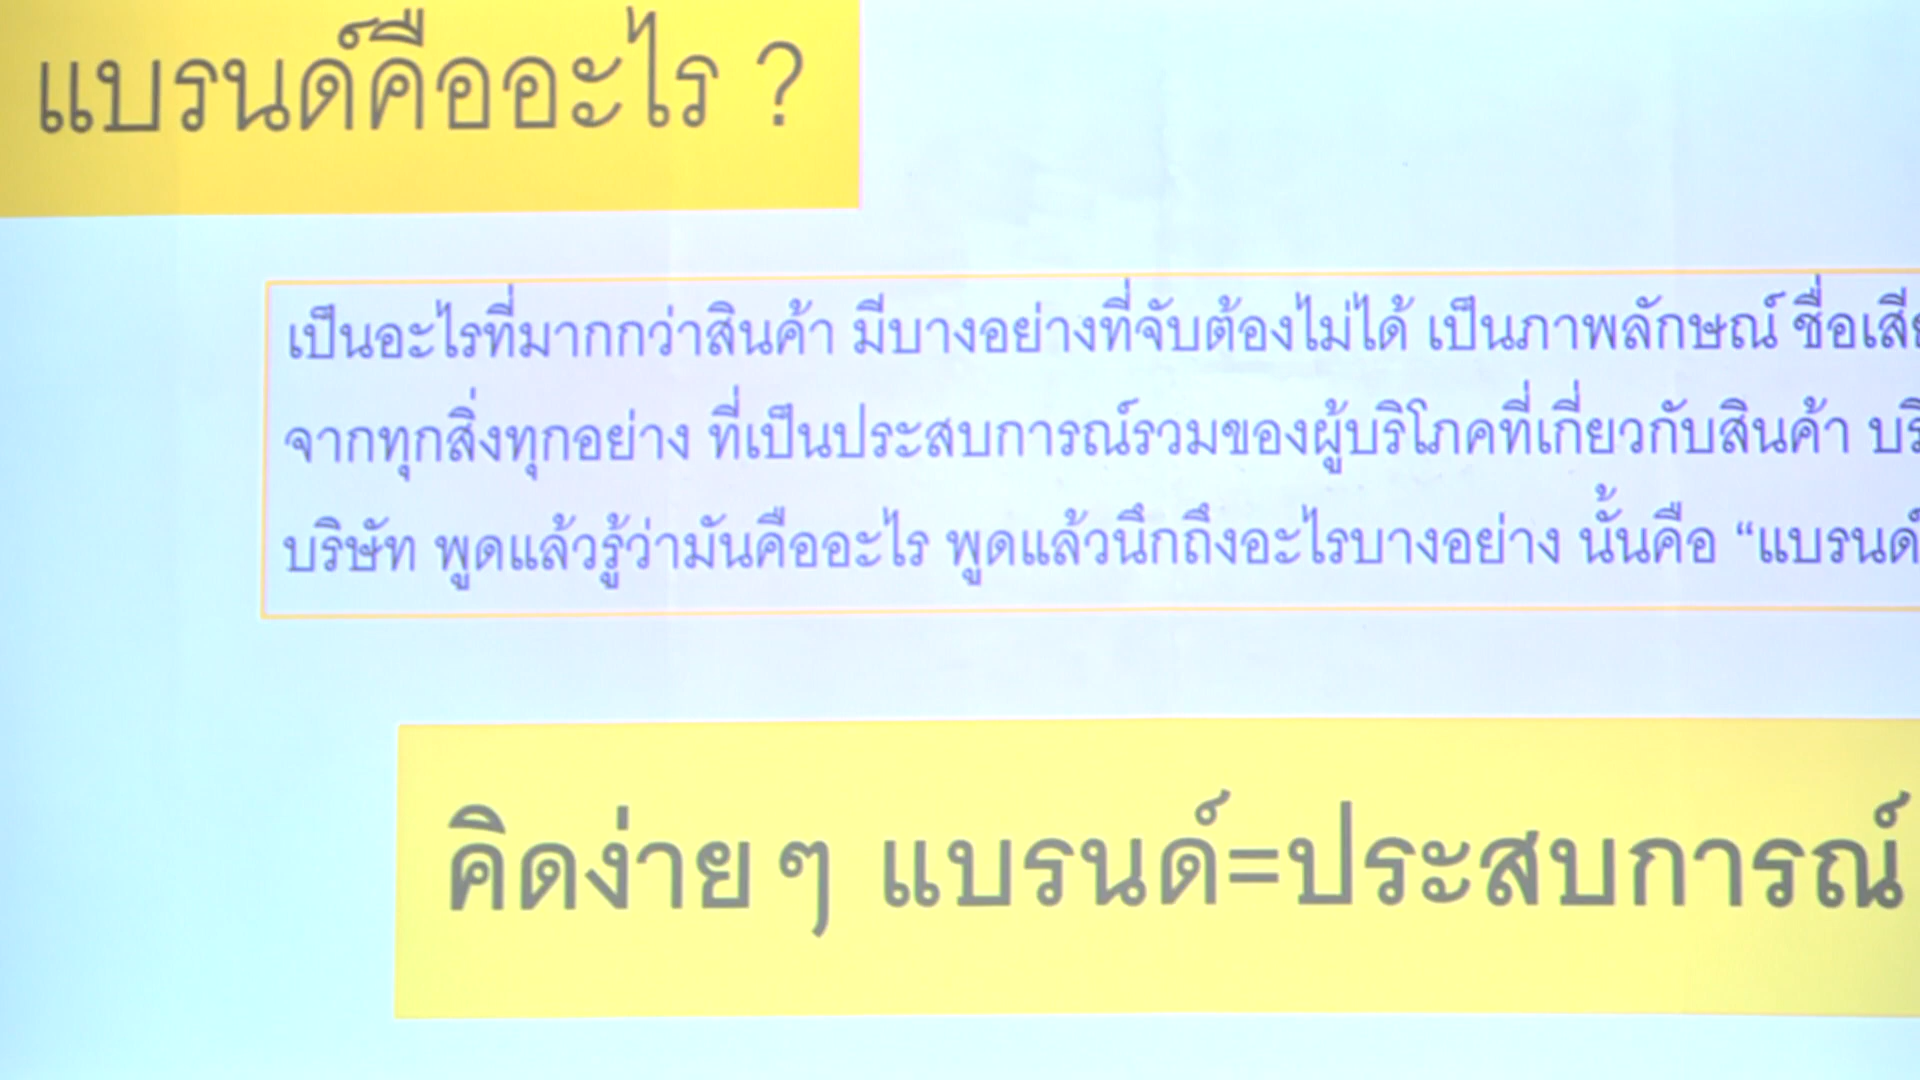 แบรนด์คืออะไร ?
เป็นอะไรที่มากกว่าสินค้า มีบางอย่างที่จับต้องไม่ได้ เป็นภาพลักษณ์
จากทุกสิ่งทุกอย่าง ที่เป็นประสบการณ์รวมของผู้บริโภคที่เกี่ยวกับสินค้า
บริษัท พูดแล้วรู้ว่ามันคืออะไร พูดแล้วนึกถึงอะไรบางอย่าง นั้นคือ “แบรนด์
คิดง่ายๆ แบรนด์=ประสบการณ์